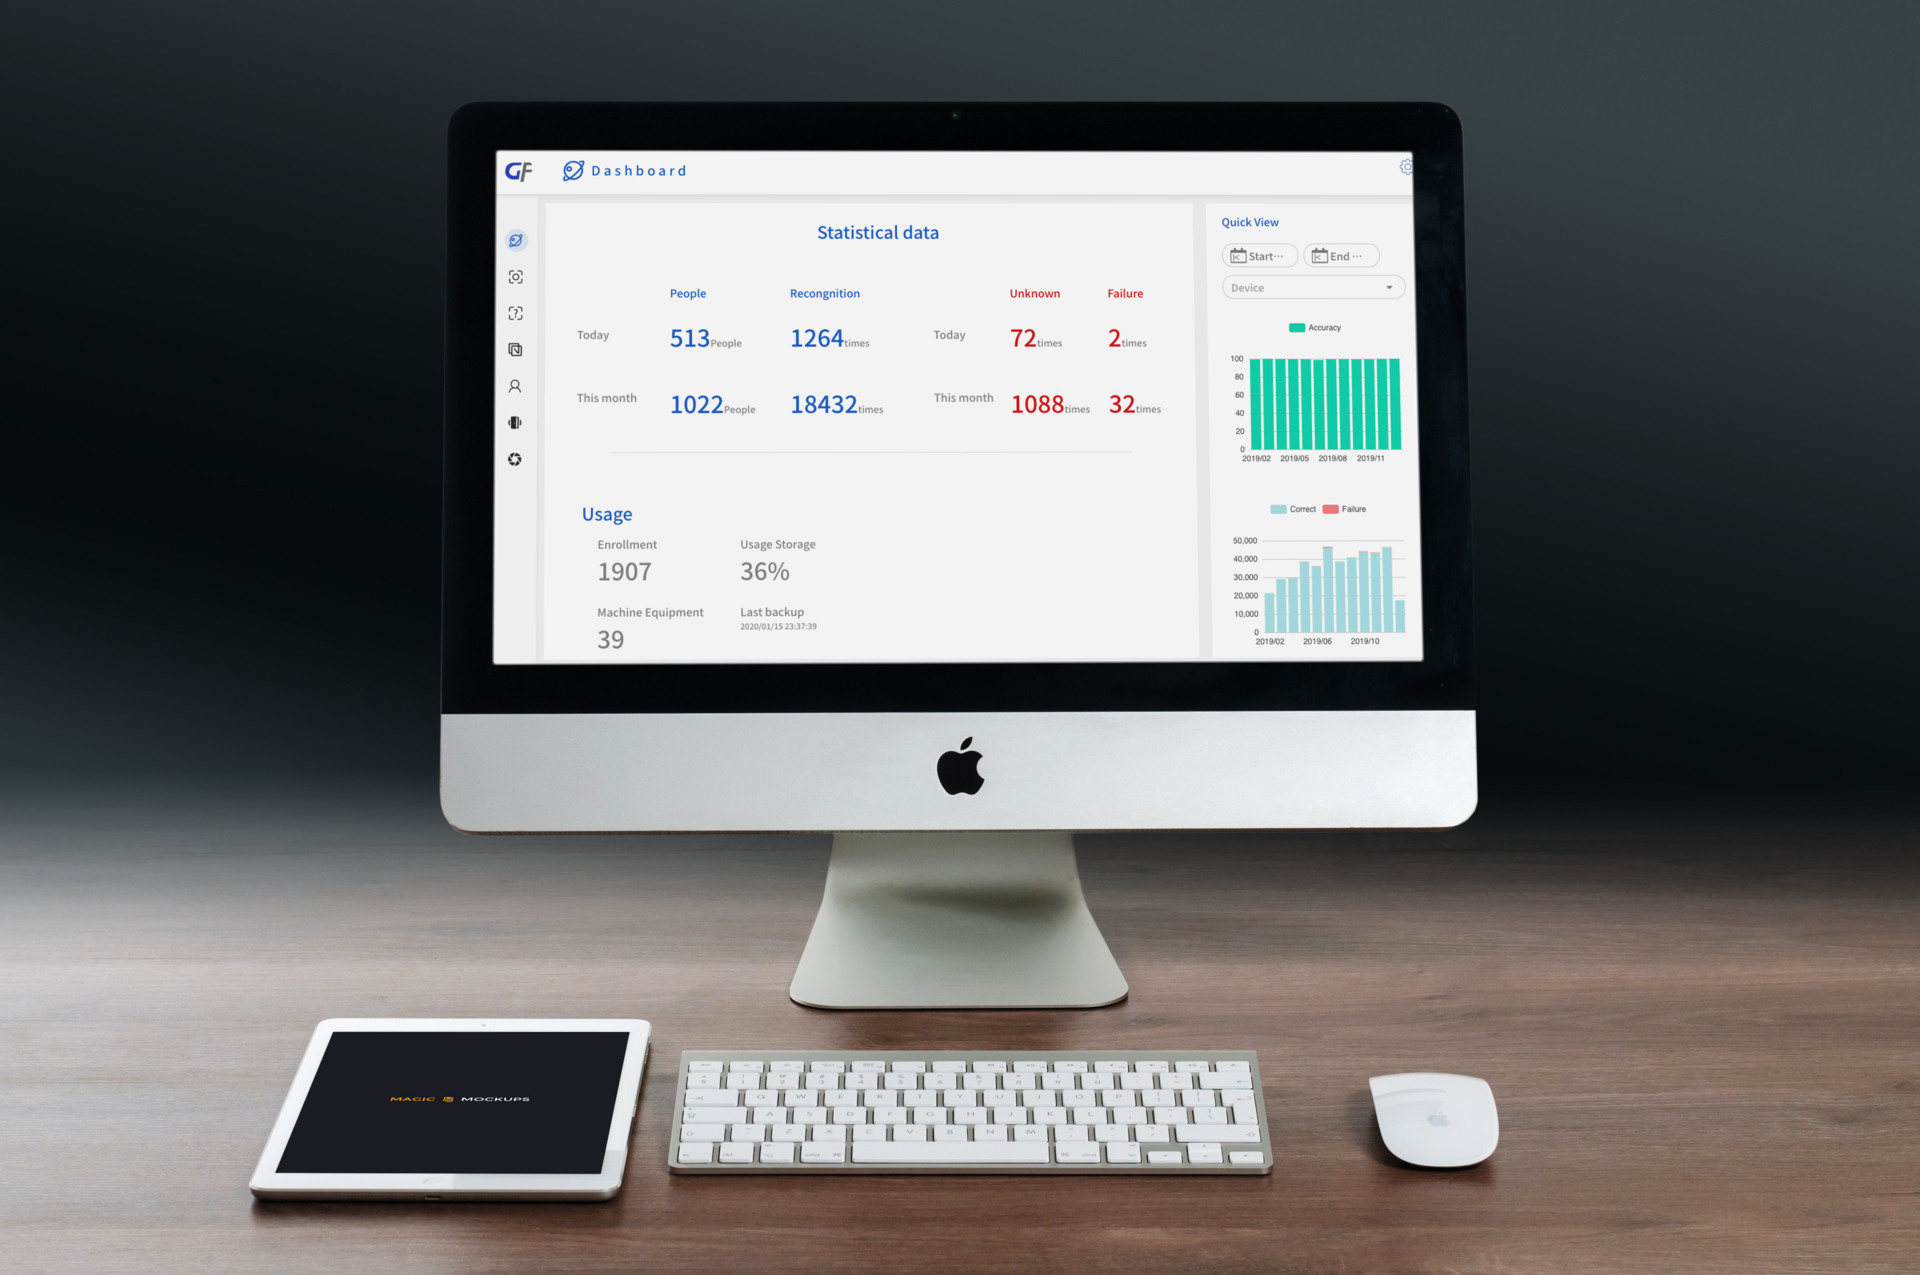 GF Dashboard
Statistical data
People Recongnition Unknown Failure
Today 513People 1264times Today 72times 2times
This month 1022People 18432times This month 1088times 32times
Usage
Enrollment Usage Storage
1907 36%
Machine Equipment Last backup
39 2020/01/15 23:37:39
Quick View
Start… End …
Device
Accuracy
100
80
60
40
20
0
2019/02 2019/05 2019/08 2019/11
Correct Failure
50,000
40,000
30,000
20,000
10,000
0
2019/02 2019/06 2019/10
MAGIC MOCKUPS
Q W E R T Y U I O P
A S D F G H J K L
Z X C V B N M